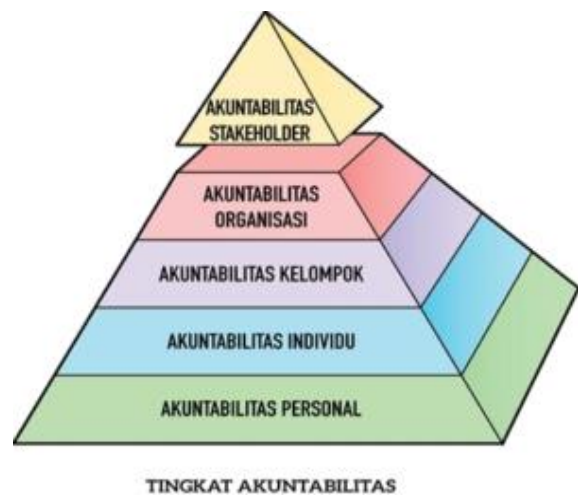 AKUNTABILITAS
STAKEHOLDER
AKUNTABILITAS
ORGANISASI
AKUNTABILITAS KELOMPOK
AKUNTABILITAS INDIVIDU
AKUNTABILITAS PERSONAL
TINGKAT AKUNTABILITAS